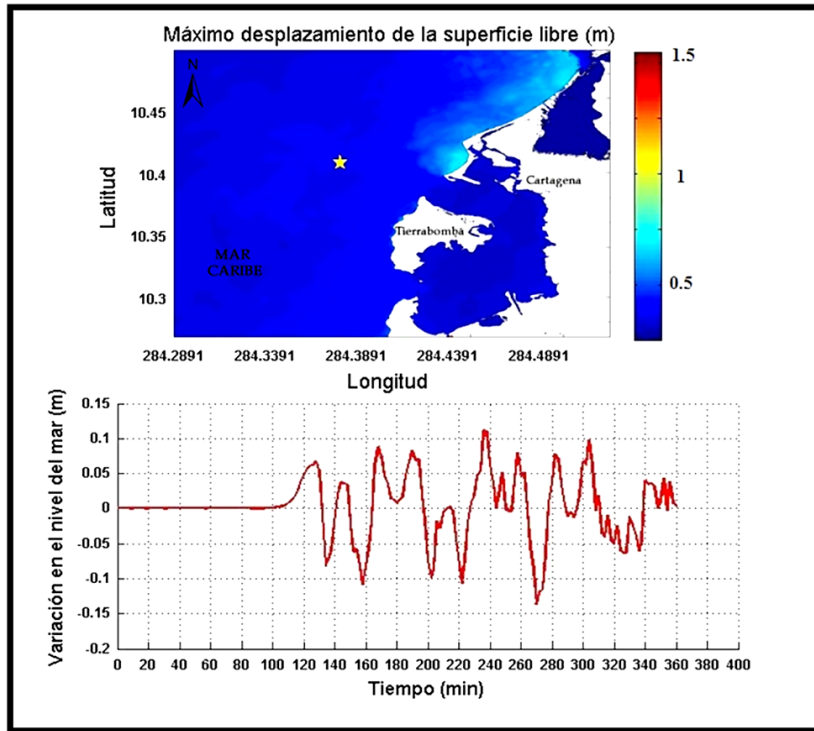 Máximo desplazamiento de la superficie libre (m)
N
1.5
10.45
10.4
Cartagena
1
Latitud
10.35
Tierrabomba
MAR
CARIBE
10.3
0.5
284.2891 284.3391 284.3891 284.4391 284.4891
Longitud
Variación en el nivel del mar (m)
0.15
0.1
0.05
0
-0.05
-0.1
-0.15
-0.2
0 20 40 60 80 100 120 140 160 180 200 220 240 260 280 300 320 340 360 380 400
Tiempo (min)